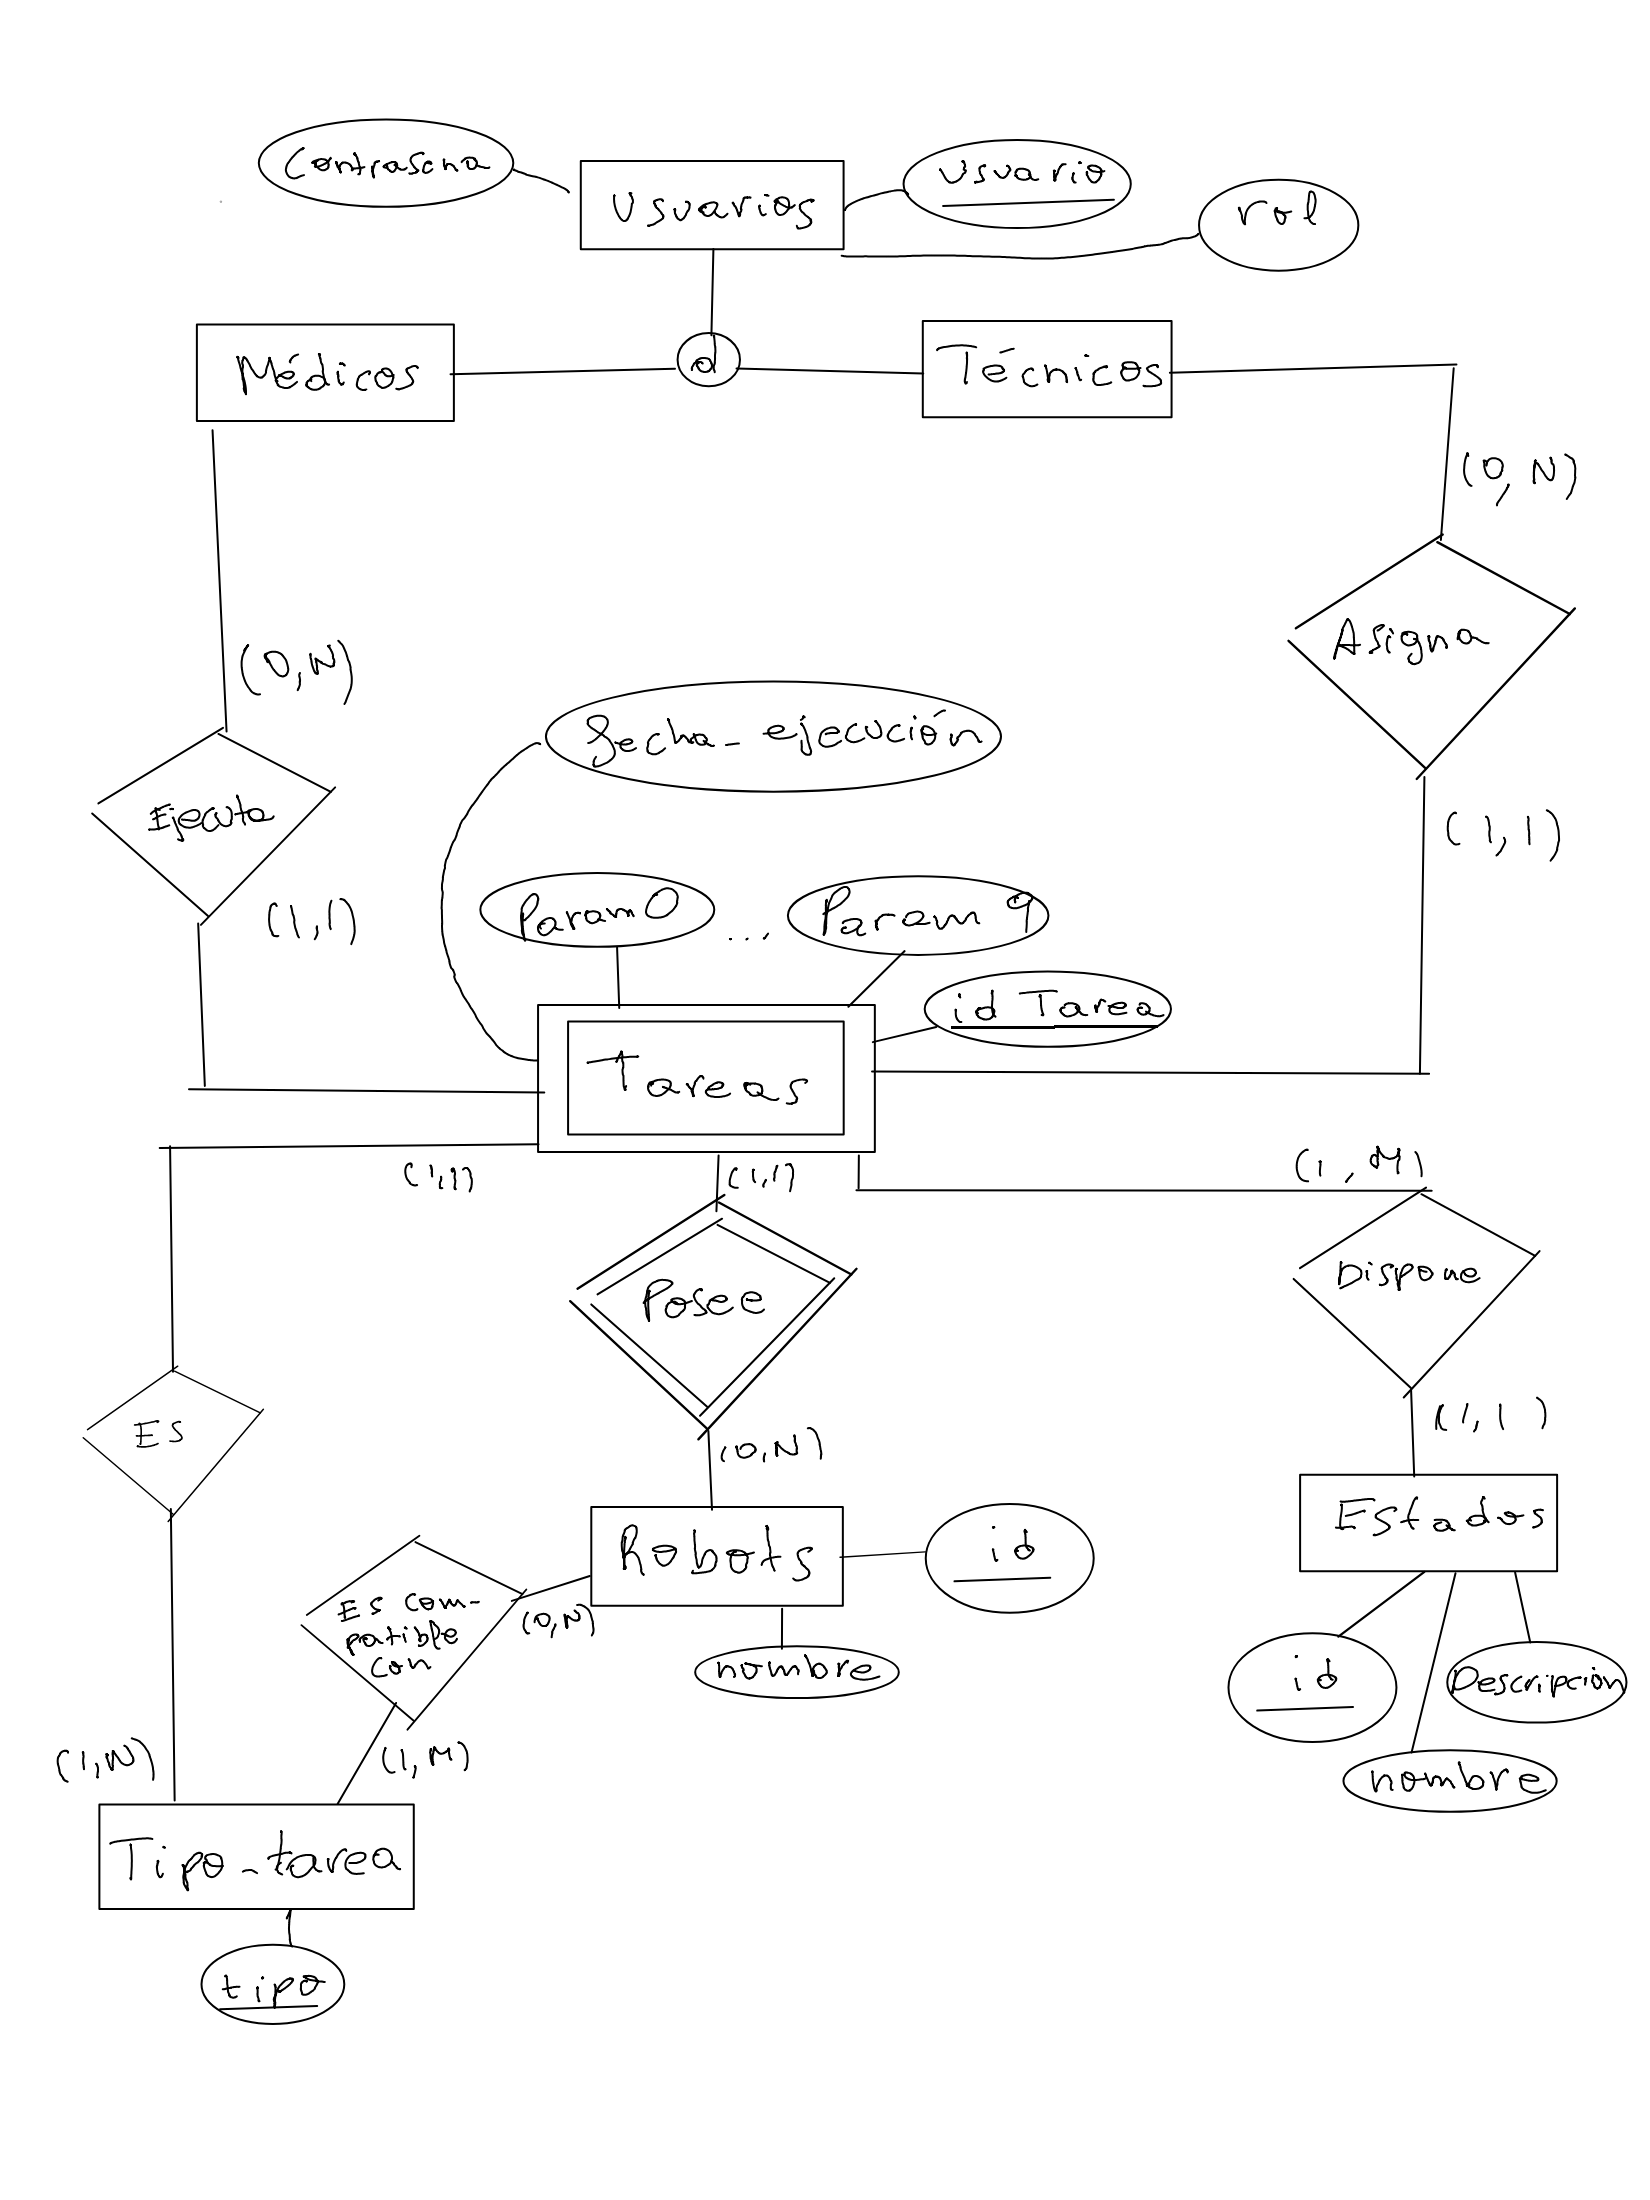 Contrasena
Usuarios
Usuario
rol
Médicos
d
Técnicos
(0, N)
Asigna
(0, N)
fecha_ejecución
Ejecuta
(1, 1)
Param0
...
Param 9
(1, 1)
id Tarea
Tareas
(1,1)
(1,1)
(1, M)
Posee
Dispone
Es
(0,N)
(1, 1)
Robots
id
Estados
Es com-
patible
con
(0,N)
nombre
id
Descripción
(1,N)
(1, M)
nombre
Tipo_tarea
tipo